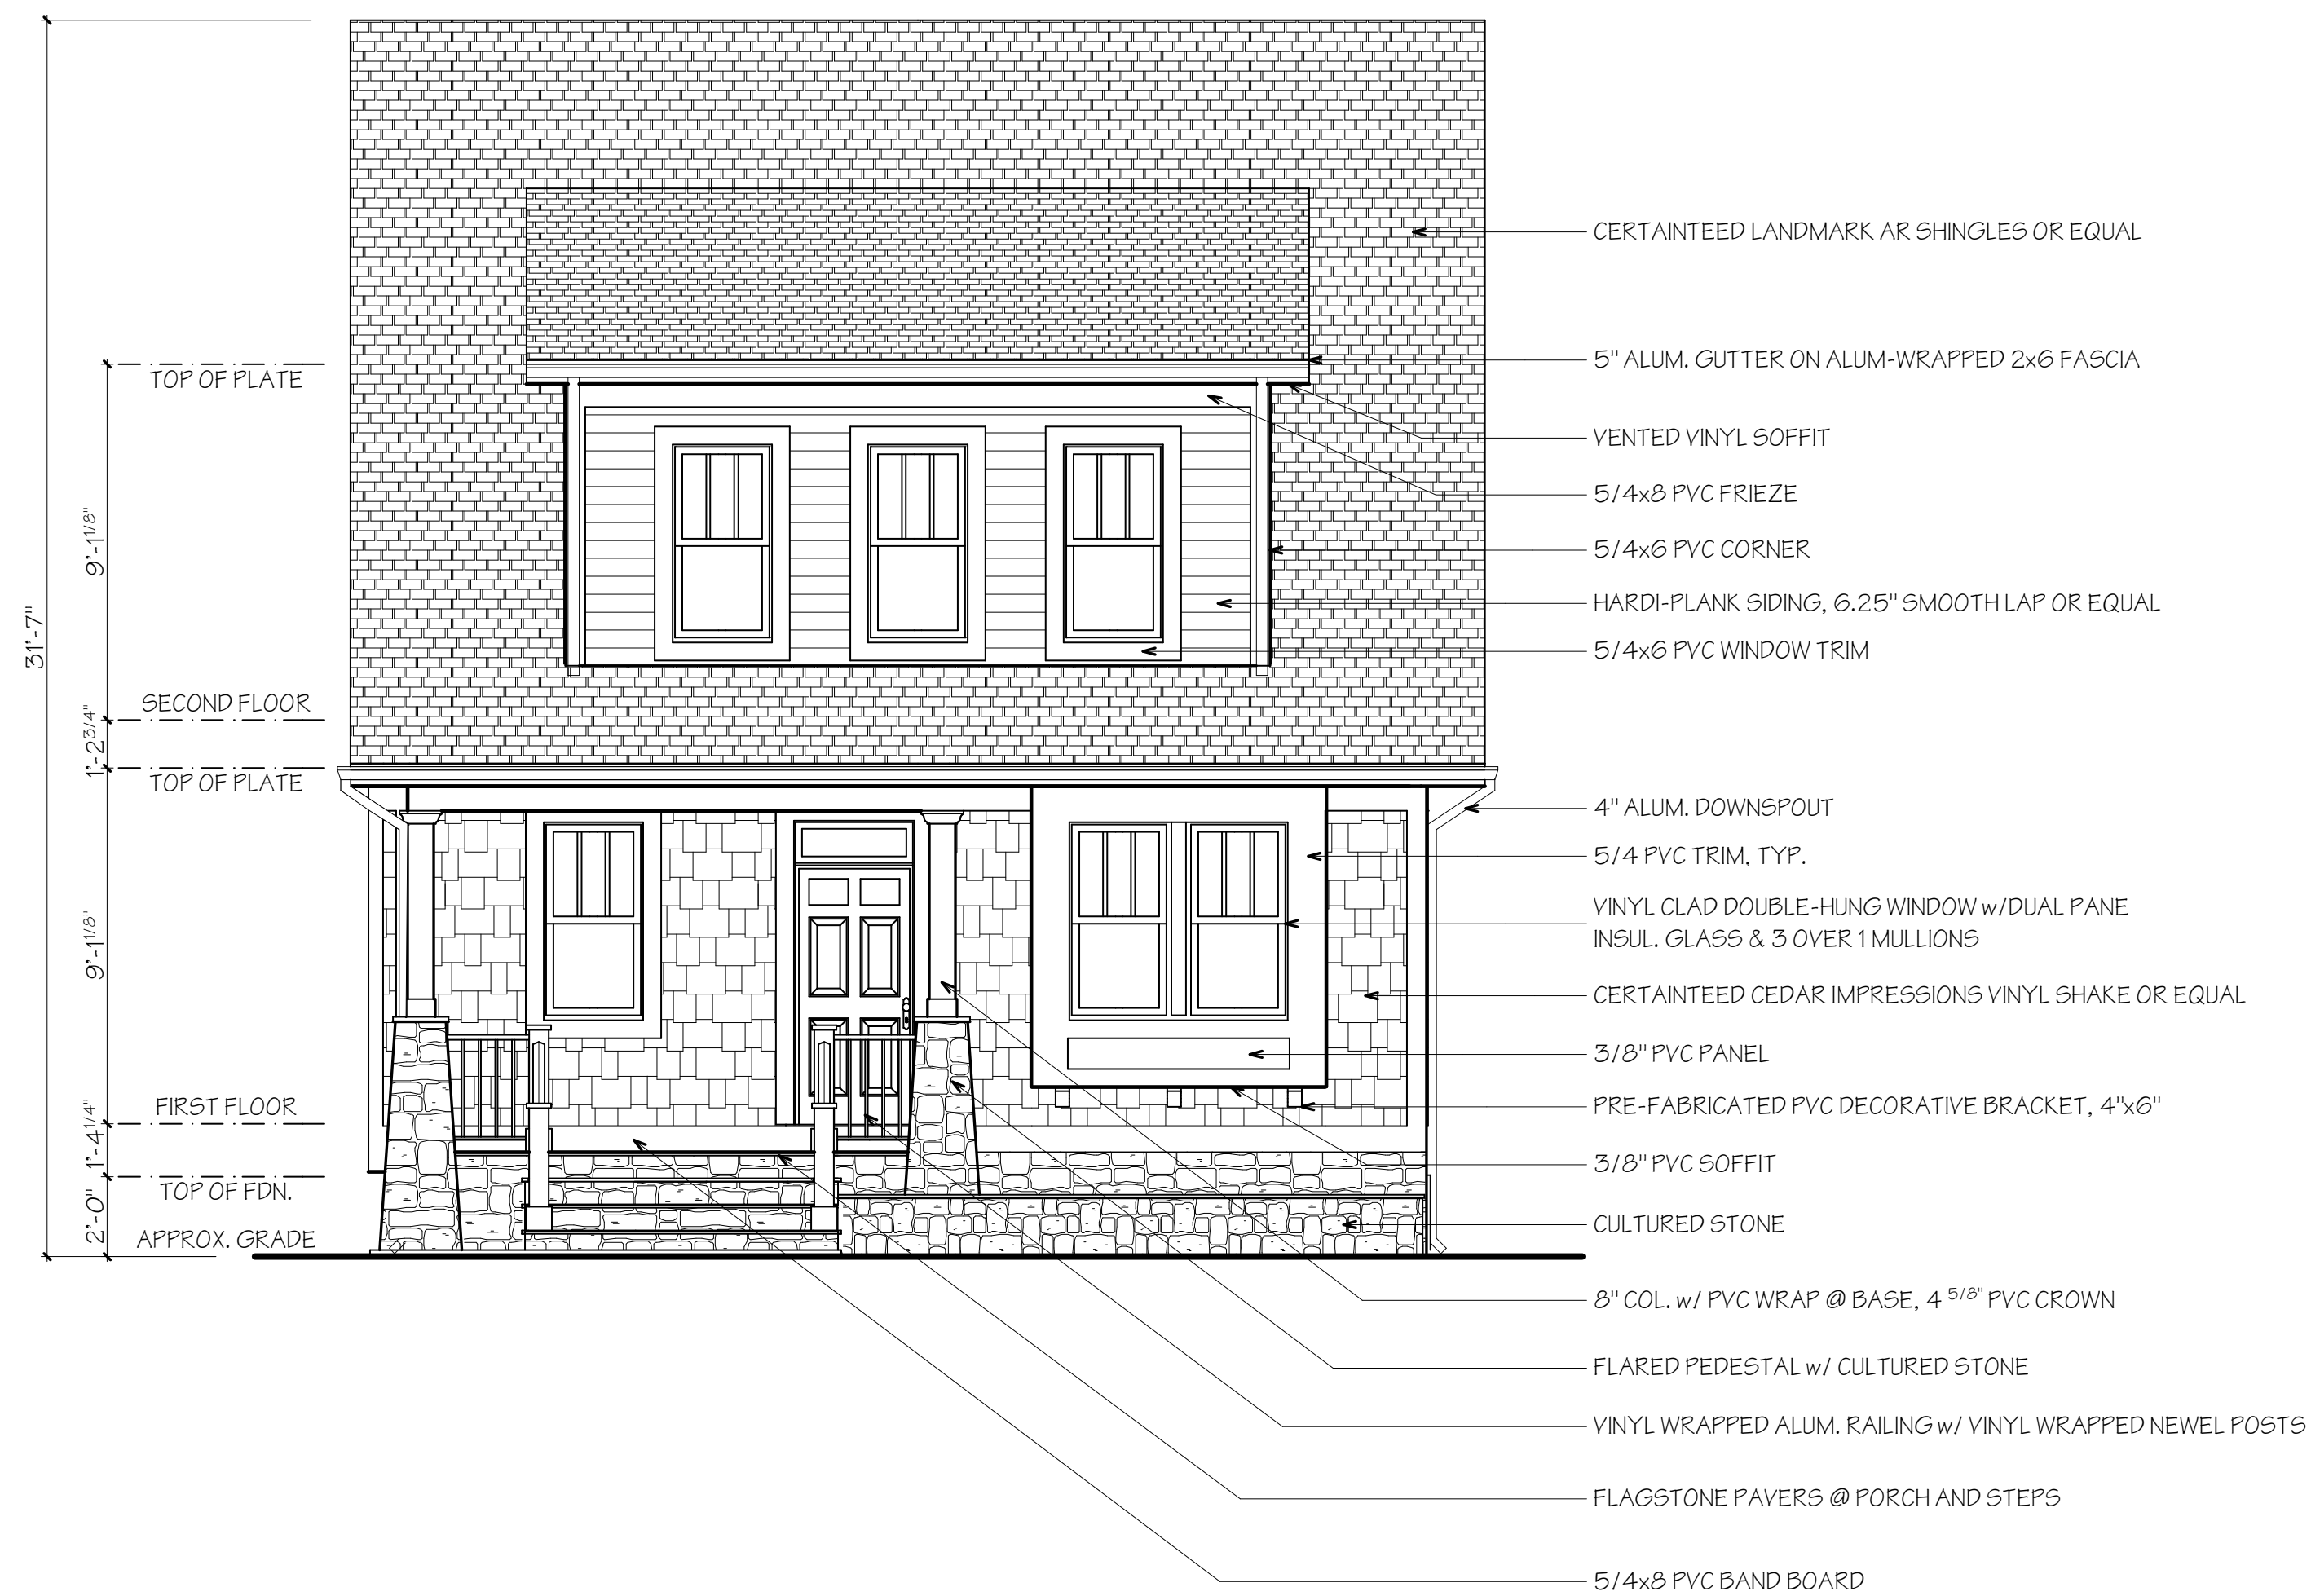 31'-7"
TOP OF PLATE
9'-1 1/8"
SECOND FLOOR
1'-2 3/4"
TOP OF PLATE
9'-1 1/8"
FIRST FLOOR
1'-4 1/4"
TOP OF FDN.
2'-0"
APPROX. GRADE
CERTAINTEED LANDMARK AR SHINGLES OR EQUAL
5" ALUM. GUTTER ON ALUM-WRAPPED 2x6 FASCIA
VENTED VINYL SOFFIT
5/4x8 PVC FRIEZE
5/4x6 PVC CORNER
HARDI-PLANK SIDING, 6.25" SMOOTH LAP OR EQUAL
5/4x6 PVC WINDOW TRIM
4" ALUM. DOWNSPOUT
5/4 PVC TRIM, TYP.
VINYL CLAD DOUBLE-HUNG WINDOW w/DUAL PANE
INSUL. GLASS & 3 OVER 1 MULLIONS
CERTAINTEED CEDAR IMPRESSIONS VINYL SHAKE OR EQUAL
3/8" PVC PANEL
PRE-FABRICATED PVC DECORATIVE BRACKET, 4"x6"
3/8" PVC SOFFIT
CULTURED STONE
8" COL. w/ PVC WRAP @ BASE, 4 5/8" PVC CROWN
FLARED PEDESTAL w/ CULTURED STONE
VINYL WRAPPED ALUM. RAILING w/ VINYL WRAPPED NEWEL POSTS
FLAGSTONE PAVERS @ PORCH AND STEPS
5/4x8 PVC BAND BOARD